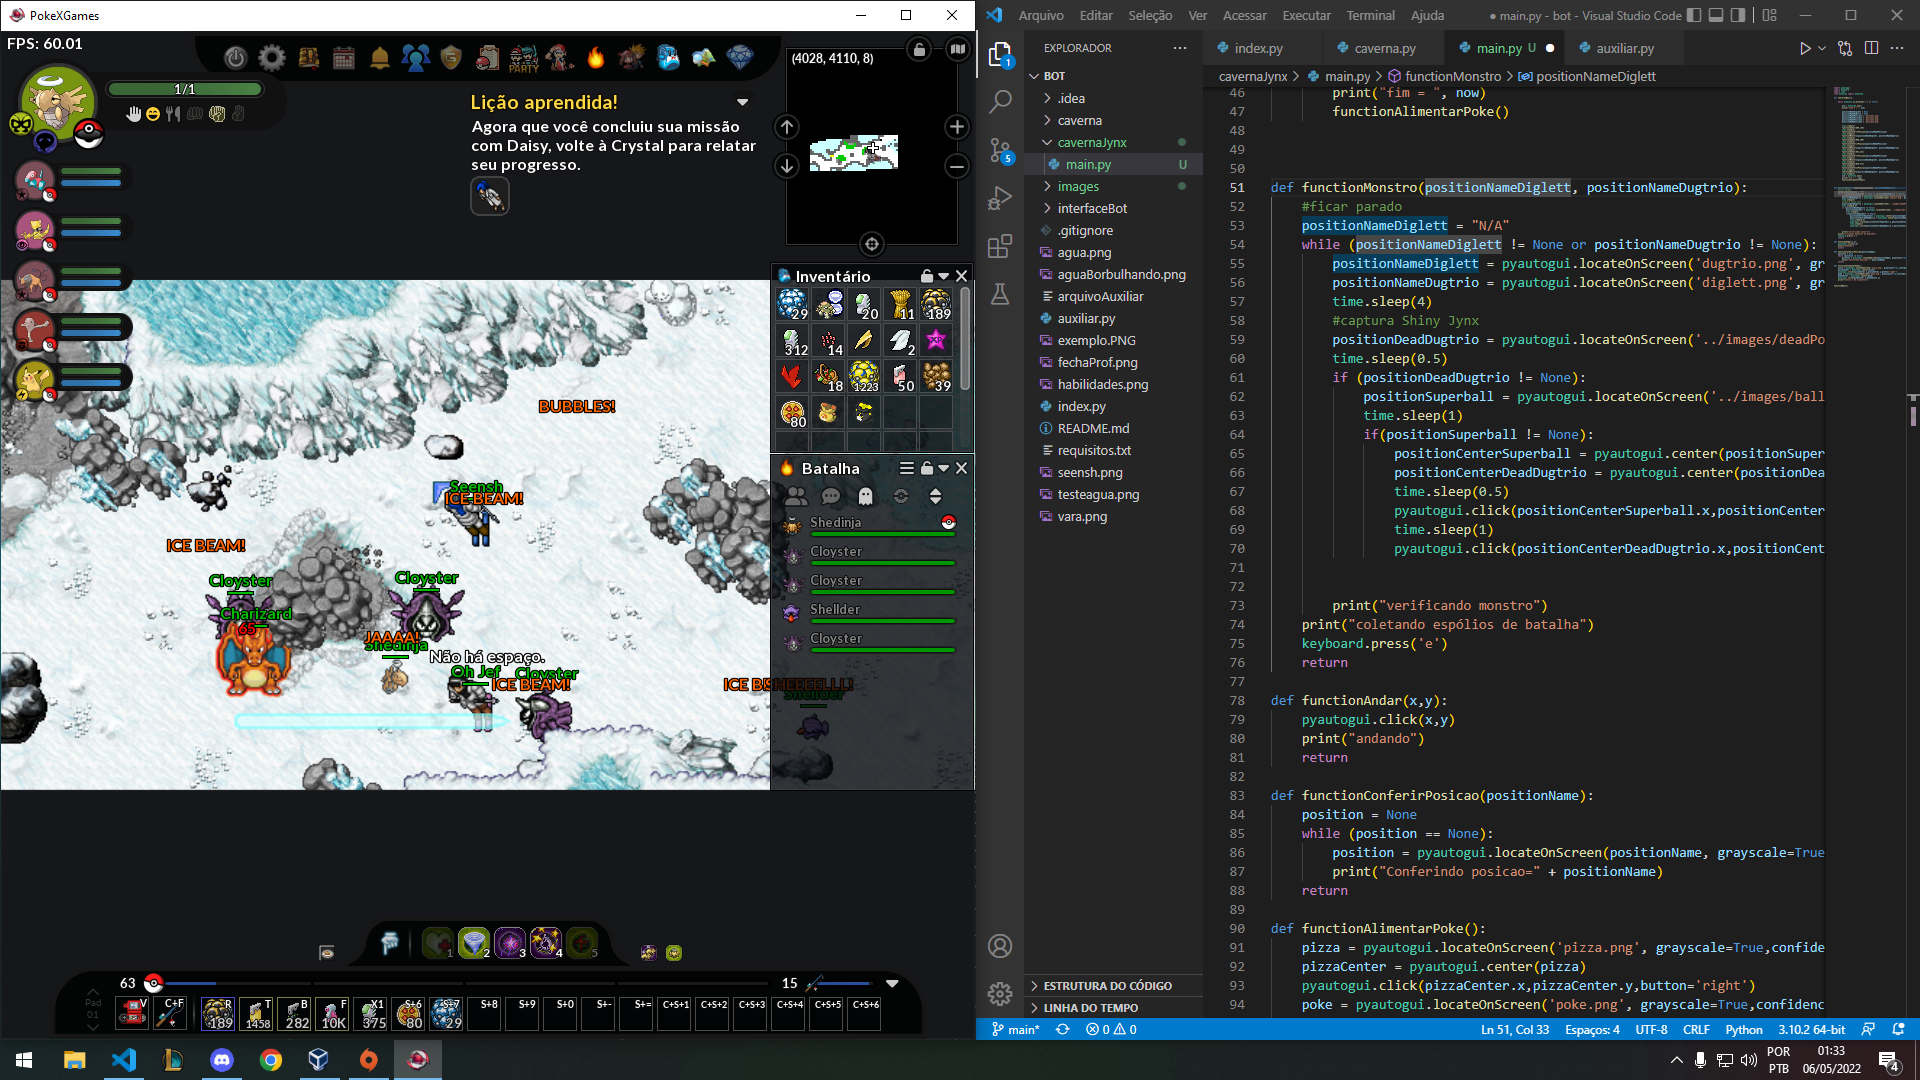 PokeXGames
FPS: 60.01
1/1
PARTY
Lição aprendida!
Agora que você concluiu sua missão
com Daisy, volte à Crystal para relatar
seu progresso.
(4028, 4110, 8)
Inventário
29
20
11
189
312
14
2
18
1223
50
39
80
Batalha
Shedinja
Cloyster
Cloyster
Shellder
Cloyster
BUBBLES!
Seensh
ICE BEAM!
ICE BEAM!
Cloyster
Cloyster
Charizard
65
JAAAA!
Shedinja
Não há espaço.
Oh Jef
Cloyster
ICE BEAM!
Shellder
1
2
3
4
5
63
15
Pad
01
V
C+F
R
189
T
1458
B
282
F
10K
X1
375
S+6
80
S+7
29
S+8
S+9
S+0
S+-
S+=
C+S+1
C+S+2
C+S+3
C+S+4
C+S+5
C+S+6
Arquivo Editar Seleção Ver Acessar Executar Terminal Ajuda
● main.py - bot - Visual Studio Code
EXPLORADOR
BOT
.idea
caverna
cavernaJynx
main.py U
images
interfaceBot
.gitignore
agua.png
aguaBorbulhando.png
arquivoAuxiliar
auxiliar.py
exemplo.PNG
fechaProf.png
habilidades.png
index.py
README.md
requisitos.txt
seensh.png
testeagua.png
vara.png
ESTRUTURA DO CÓDIGO
LINHA DO TEMPO
1
5
index.py
caverna.py
main.py U
auxiliar.py
cavernaJynx > main.py > functionMonstro > positionNameDiglett
46 print("fim = ", now)
47 functionAlimentarPoke()
48
49
50
51 def functionMonstro(positionNameDiglett, positionNameDugtrio):
52 #ficar parado
53 positionNameDiglett = "N/A"
54 while (positionNameDiglett != None or positionNameDugtrio != None):
55 positionNameDiglett = pyautogui.locateOnScreen('dugtrio.png', gr
56 positionNameDugtrio = pyautogui.locateOnScreen('diglett.png', gr
57 time.sleep(4)
58 #captura Shiny Jynx
59 positionDeadDugtrio = pyautogui.locateOnScreen('../images/deadPo
60 time.sleep(0.5)
61 if (positionDeadDugtrio != None):
62 positionSuperball = pyautogui.locateOnScreen('../images/ball
63 time.sleep(1)
64 if(positionSuperball != None):
65 positionCenterSuperball = pyautogui.center(positionSuper
66 positionCenterDeadDugtrio = pyautogui.center(positionDea
67 time.sleep(0.5)
68 pyautogui.click(positionCenterSuperball.x,positionCenter
69 time.sleep(1)
70 pyautogui.click(positionCenterDeadDugtrio.x,positionCent
71
72
73 print("verificando monstro")
74 print("coletando espólios de batalha")
75 keyboard.press('e')
76 return
77
78 def functionAndar(x,y):
79 pyautogui.click(x,y)
80 print("andando")
81 return
82
83 def functionConferirPosicao(positionName):
84 position = None
85 while (position == None):
86 position = pyautogui.locateOnScreen(positionName, grayscale=True
87 print("Conferindo posicao=" + positionName)
88 return
89
90 def functionAlimentarPoke():
91 pizza = pyautogui.locateOnScreen('pizza.png', grayscale=True,confide
92 pizzaCenter = pyautogui.center(pizza)
93 pyautogui.click(pizzaCenter.x,pizzaCenter.y,button='right')
94 poke = pyautogui.locateOnScreen('poke.png', grayscale=True,confidenc
main* 0 0 Ln 51, Col 33 Espaços: 4 UTF-8 CRLF Python 3.10.2 64-bit
POR
PTB
01:33
06/05/2022
4